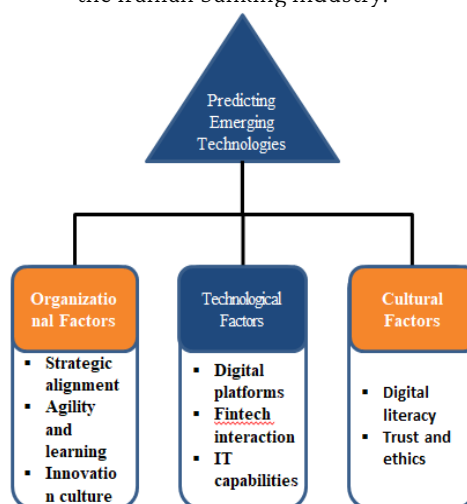 the Iranian banking industry.
Predicting
Emerging
Technologies
Organizatio
nal Factors
▪ Strategic
alignment
▪ Agility
and
learning
▪ Innovatio
n culture
Technological
Factors
▪ Digital
platforms
▪ Fintech
interaction
▪ IT
capabilities
Cultural
Factors
▪ Digital
literacy
▪ Trust and
ethics